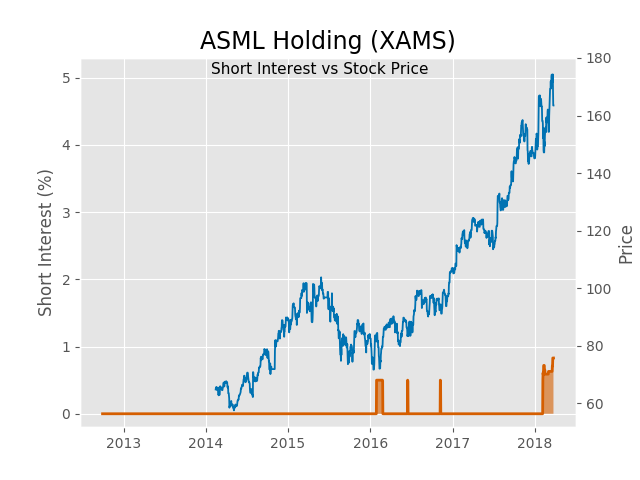 ASML Holding (XAMS)
Short Interest vs Stock Price
Short Interest (%)
5
4
3
2
1
0
180
160
140
120
100
80
60
Price
2013 2014 2015 2016 2017 2018